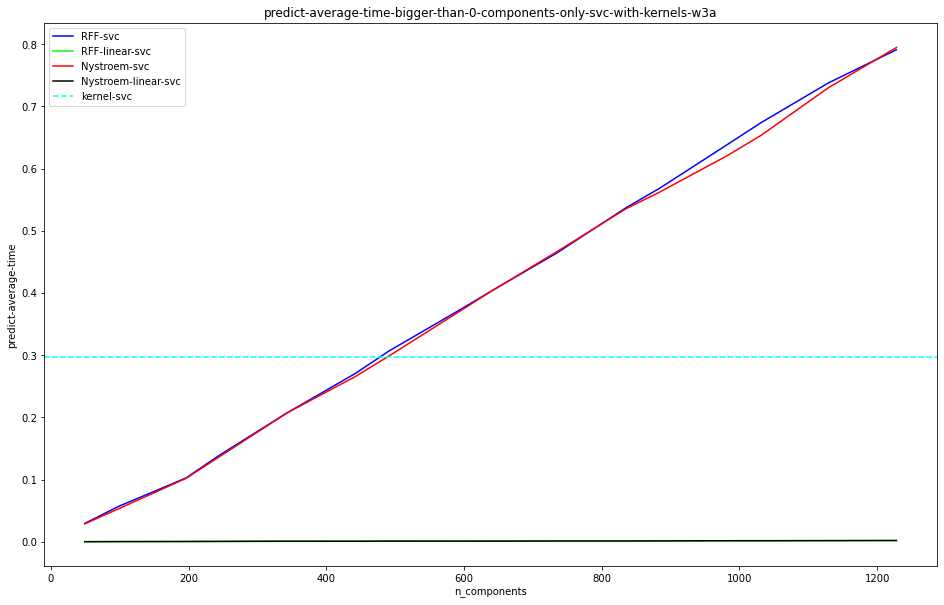 predict-average-time-bigger-than-0-components-only-svc-with-kernels-w3a
RFF-svc
RFF-linear-svc
Nystroem-svc
Nystroem-linear-svc
kernel-svc
predict-average-time
0.8
0.7
0.6
0.5
0.4
0.3
0.2
0.1
0.0
0 200 400 600 800 1000 1200
n_components